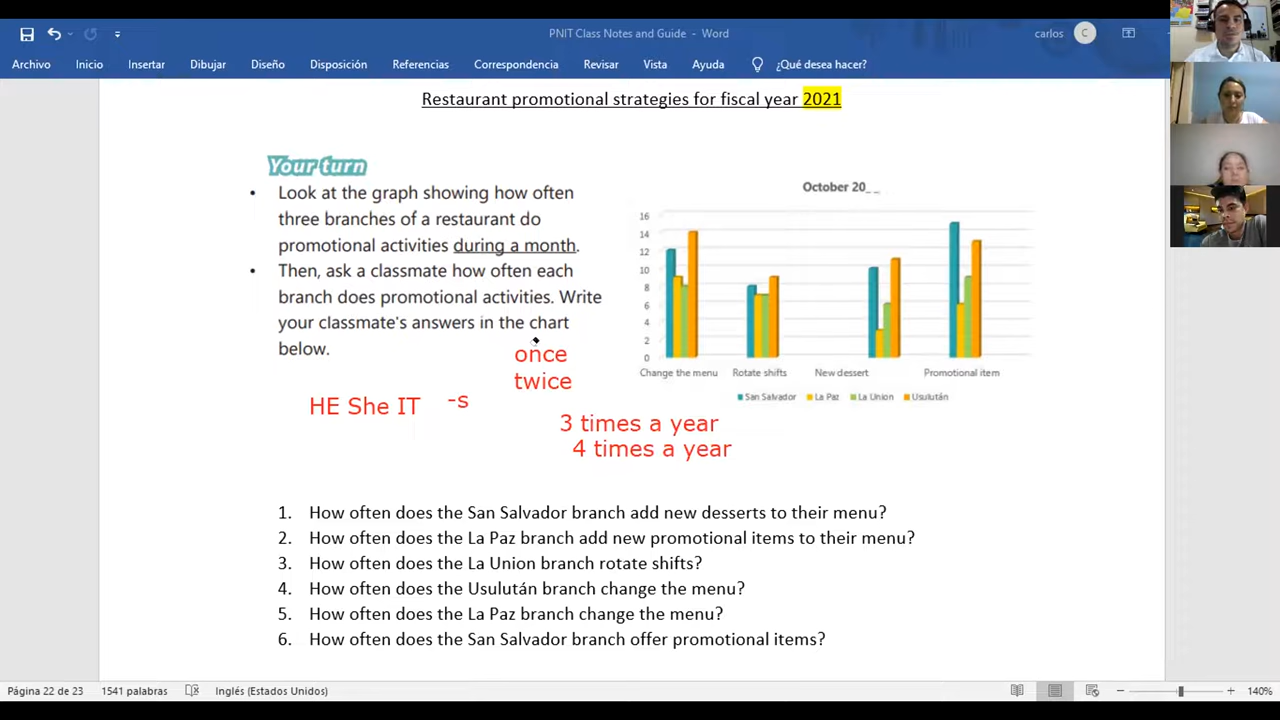 PNIT Class Notes and Guide - Word
carlos
C
Archivo Inicio Insertar Dibujar Diseño Disposición Referencias Correspondencia Revisar Vista Ayuda ¿Qué desea hacer?
Restaurant promotional strategies for fiscal year 2021
Your turn
• Look at the graph showing how often
three branches of a restaurant do
promotional activities during a month.
• Then, ask a classmate how often each
branch does promotional activities. Write
your classmate's answers in the chart
below.
October 20__
16
14
12
10
8
6
4
2
0
Change the menu Rotate shifts New dessert Promotional item
San Salvador La Paz La Union Usulután
once
twice
HE She IT -s
3 times a year
4 times a year
1. How often does the San Salvador branch add new desserts to their menu?
2. How often does the La Paz branch add new promotional items to their menu?
3. How often does the La Union branch rotate shifts?
4. How often does the Usulután branch change the menu?
5. How often does the La Paz branch change the menu?
6. How often does the San Salvador branch offer promotional items?
Página 22 de 23 1541 palabras Inglés (Estados Unidos) 140%